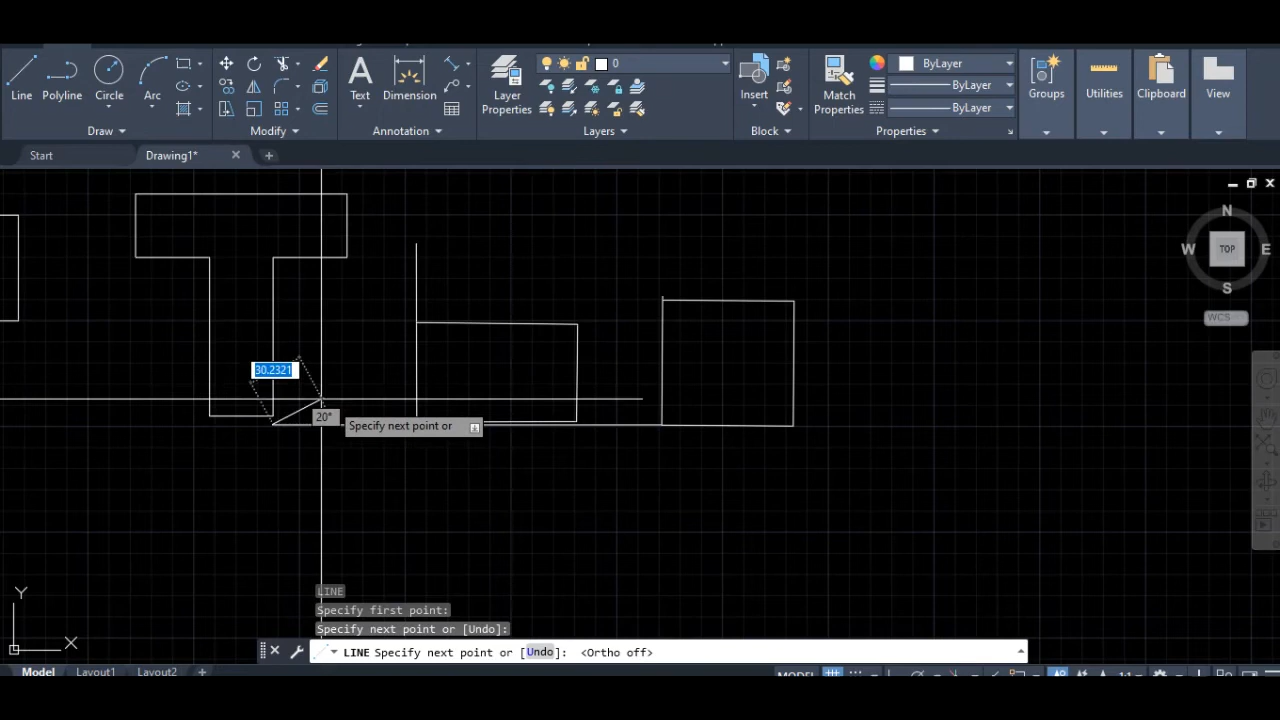 0
ByLayer
ByLayer
ByLayer
Line
Polyline
Circle
Arc
Text
Dimension
Layer
Properties
Insert
Match
Properties
Groups
Utilities
Clipboard
View
Draw
Modify
Annotation
Layers
Block
Properties
Start
Drawing1*
N
W
TOP
E
S
WCS
30.2321
20°
Specify next point or
LINE
Specify first point:
Specify next point or [Undo]:
Y
X
LINE Specify next point or [Undo]: <Ortho off>
Model
Layout1
Layout2
MODEL
1:1